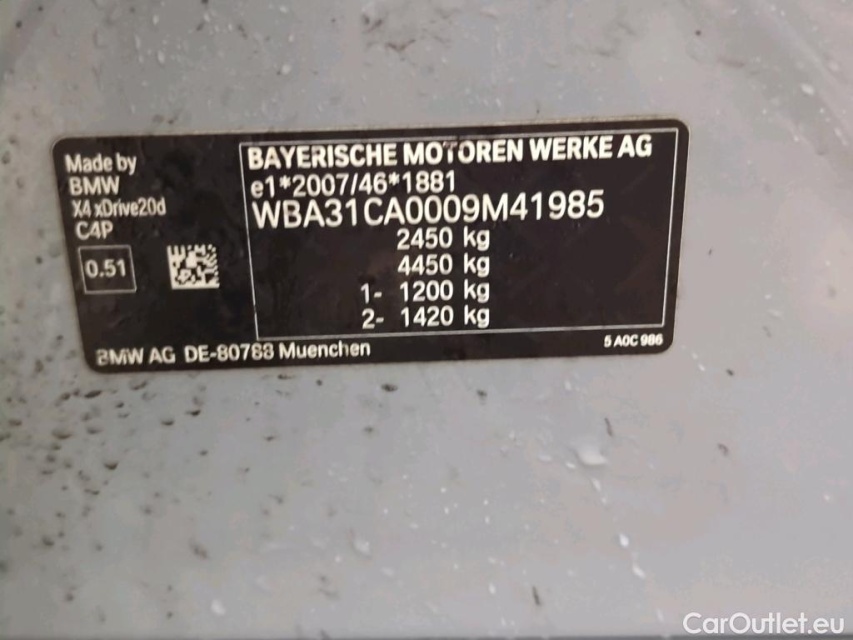 Made by
BMW
X4 xDrive20d
C4P
0.51
BAYERISCHE MOTOREN WERKE AG
e1*2007/46*1881
WBA31CA0009M41985
2450 kg
4450 kg
1- 1200 kg
2- 1420 kg
BMW AG DE-80788 Muenchen
5 A0C 986
CarOutlet.eu